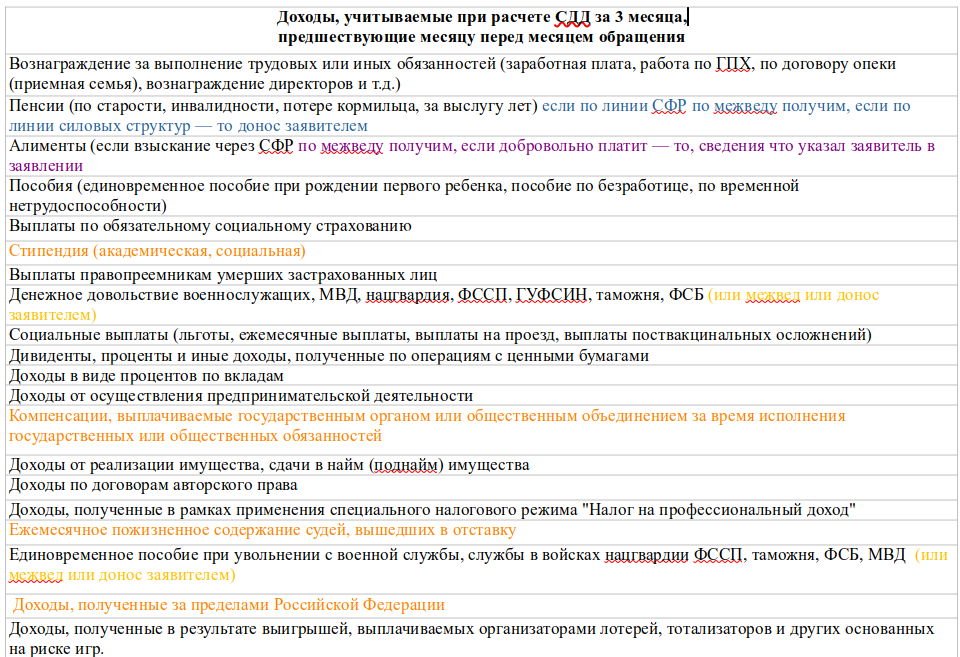 Доходы, учитываемые при расчете СДД за 3 месяца,
предшествующие месяцу перед месяцем обращения
Вознаграждение за выполнение трудовых или иных обязанностей (заработная плата, работа по ГПХ, по договору опеки
(приемная семья), вознаграждение директоров и т.д.)
Пенсии (по старости, инвалидности, потере кормильца, за выслугу лет) если по линии СФР по межведу получим, если по
линии силовых структур — то донос заявителем
Алименты (если взыскание через СФР по межведу получим, если добровольно платит — то, сведения что указал заявитель в
заявлении
Пособия (единовременное пособие при рождении первого ребенка, пособие по безработице, по временной
нетрудоспособности)
Выплаты по обязательному социальному страхованию
Стипендия (академическая, социальная)
Выплаты правопреемникам умерших застрахованных лиц
Денежное довольствие военнослужащих, МВД, нацгвардия, ФССП, ГУФСИН, таможня, ФСБ (или межвед или донос
заявителем)
Социальные выплаты (льготы, ежемесячные выплаты, выплаты на проезд, выплаты поствакцинальных осложнений)
Дивиденты, проценты и иные доходы, полученные по операциям с ценными бумагами
Доходы в виде процентов по вкладам
Доходы от осуществления предпринимательской деятельности
Компенсации, выплачиваемые государственным органом или общественным объединением за время исполнения
государственных или общественных обязанностей
Доходы от реализации имущества, сдачи в найм (поднайм) имущества
Доходы по договорам авторского права
Доходы, полученные в рамках применения специального налогового режима "Налог на профессиональный доход"
Ежемесячное пожизненное содержание судей, вышедших в отставку
Единовременное пособие при увольнении с военной службы, службы в войсках нацгвардии ФССП, таможня, ФСБ, МВД (или
межвед или донос заявителем)
Доходы, полученные за пределами Российской Федерации
Доходы, полученные в результате выигрышей, выплачиваемых организаторами лотерей, тотализаторов и других основанных
на риске игр.